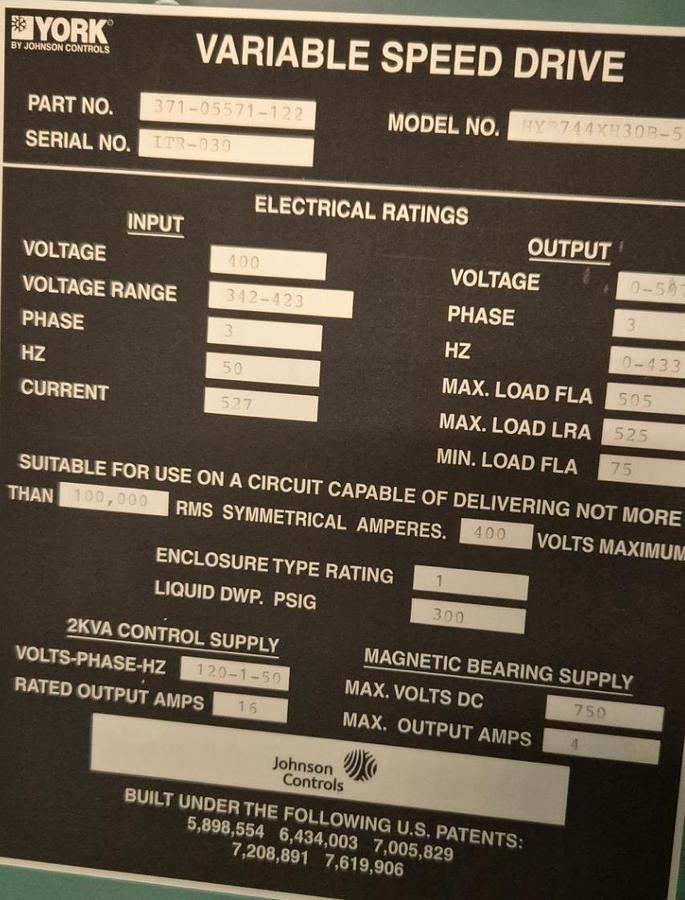 YORK®
BY JOHNSON CONTROLS
VARIABLE SPEED DRIVE
PART NO. 371-05571-122
SERIAL NO. ITR-030
MODEL NO.
ELECTRICAL RATINGS
INPUT
VOLTAGE 400
VOLTAGE RANGE 342-423
PHASE 3
HZ 50
CURRENT 527
OUTPUT
VOLTAGE
PHASE 3
HZ 0-433
MAX. LOAD FLA 505
MAX. LOAD LRA 525
MIN. LOAD FLA 75
SUITABLE FOR USE ON A CIRCUIT CAPABLE OF DELIVERING NOT MORE
THAN 100,000 RMS SYMMETRICAL AMPERES. 400 VOLTS MAXIMUM
ENCLOSURE TYPE RATING 1
LIQUID DWP. PSIG 300
2KVA CONTROL SUPPLY
VOLTS-PHASE-HZ 120-1-50
RATED OUTPUT AMPS 16
MAGNETIC BEARING SUPPLY
MAX. VOLTS DC 750
MAX. OUTPUT AMPS 4
Johnson
Controls
BUILT UNDER THE FOLLOWING U.S. PATENTS:
5,898,554 6,434,003 7,005,829
7,208,891 7,619,906